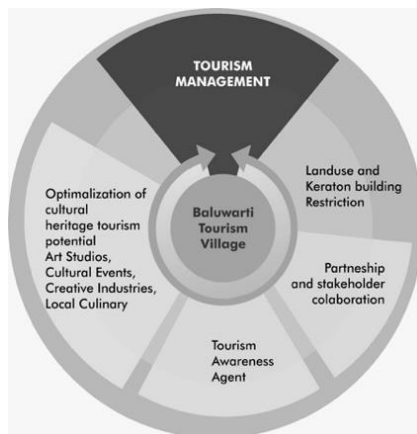 TOURISM
MANAGEMENT
Landuse and
Keraton building
Restriction
Optimalization of
cultural
heritage tourism
potential
Art Studios,
Cultural Events,
Creative Industries,
Local Culinary
Baluwarti
Tourism
Village
Partneship
and stakeholder
colaboration
Tourism
Awareness
Agent